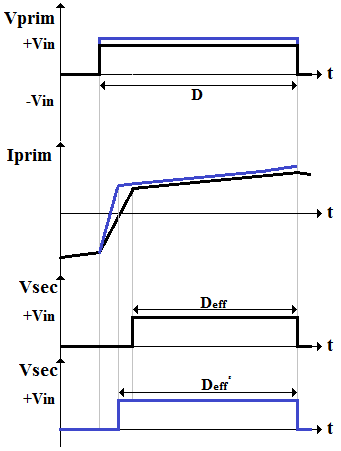 Vprim
+Vin
t
-Vin
D
Iprim
t
Vsec
+Vin
Deff
t
Vsec
+Vin
Deff'
t